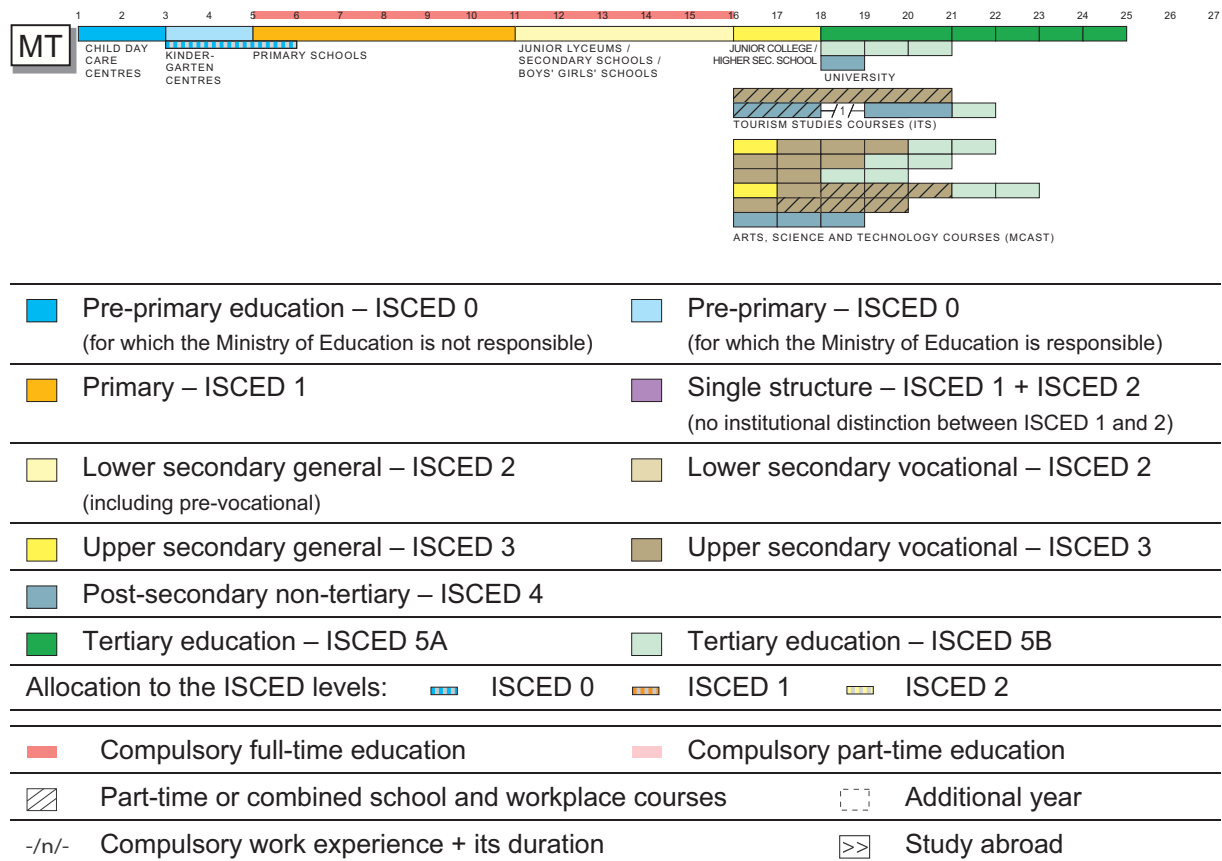 1 2 3 4 5 6 7 8 9 10 11 12 13 14 15 16 17 18 19 20 21 22 23 24 25 26 27
MT
CHILD DAY
CARE
CENTRES
KINDER-
GARTEN
CENTRES
PRIMARY SCHOOLS
JUNIOR LYCEUMS /
SECONDARY SCHOOLS /
BOYS' GIRLS' SCHOOLS
JUNIOR COLLEGE /
HIGHER SEC. SCHOOL
UNIVERSITY
-/1/-
TOURISM STUDIES COURSES (ITS)
ARTS, SCIENCE AND TECHNOLOGY COURSES (MCAST)
Pre-primary education – ISCED 0
(for which the Ministry of Education is not responsible)
Pre-primary – ISCED 0
(for which the Ministry of Education is responsible)
Primary – ISCED 1
Single structure – ISCED 1 + ISCED 2
(no institutional distinction between ISCED 1 and 2)
Lower secondary general – ISCED 2
(including pre-vocational)
Lower secondary vocational – ISCED 2
Upper secondary general – ISCED 3
Upper secondary vocational – ISCED 3
Post-secondary non-tertiary – ISCED 4
Tertiary education – ISCED 5A
Tertiary education – ISCED 5B
Allocation to the ISCED levels: ISCED 0 ISCED 1 ISCED 2
Compulsory full-time education
Compulsory part-time education
Part-time or combined school and workplace courses
Additional year
-/n/- Compulsory work experience + its duration
>> Study abroad